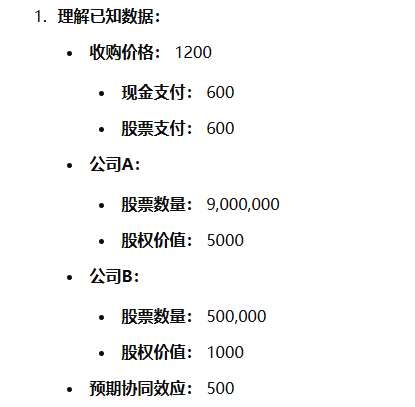 1. 理解已知数据：
• 收购价格： 1200
• 现金支付： 600
• 股票支付： 600
• 公司A：
• 股票数量： 9,000,000
• 股权价值： 5000
• 公司B：
• 股票数量： 500,000
• 股权价值： 1000
• 预期协同效应： 500